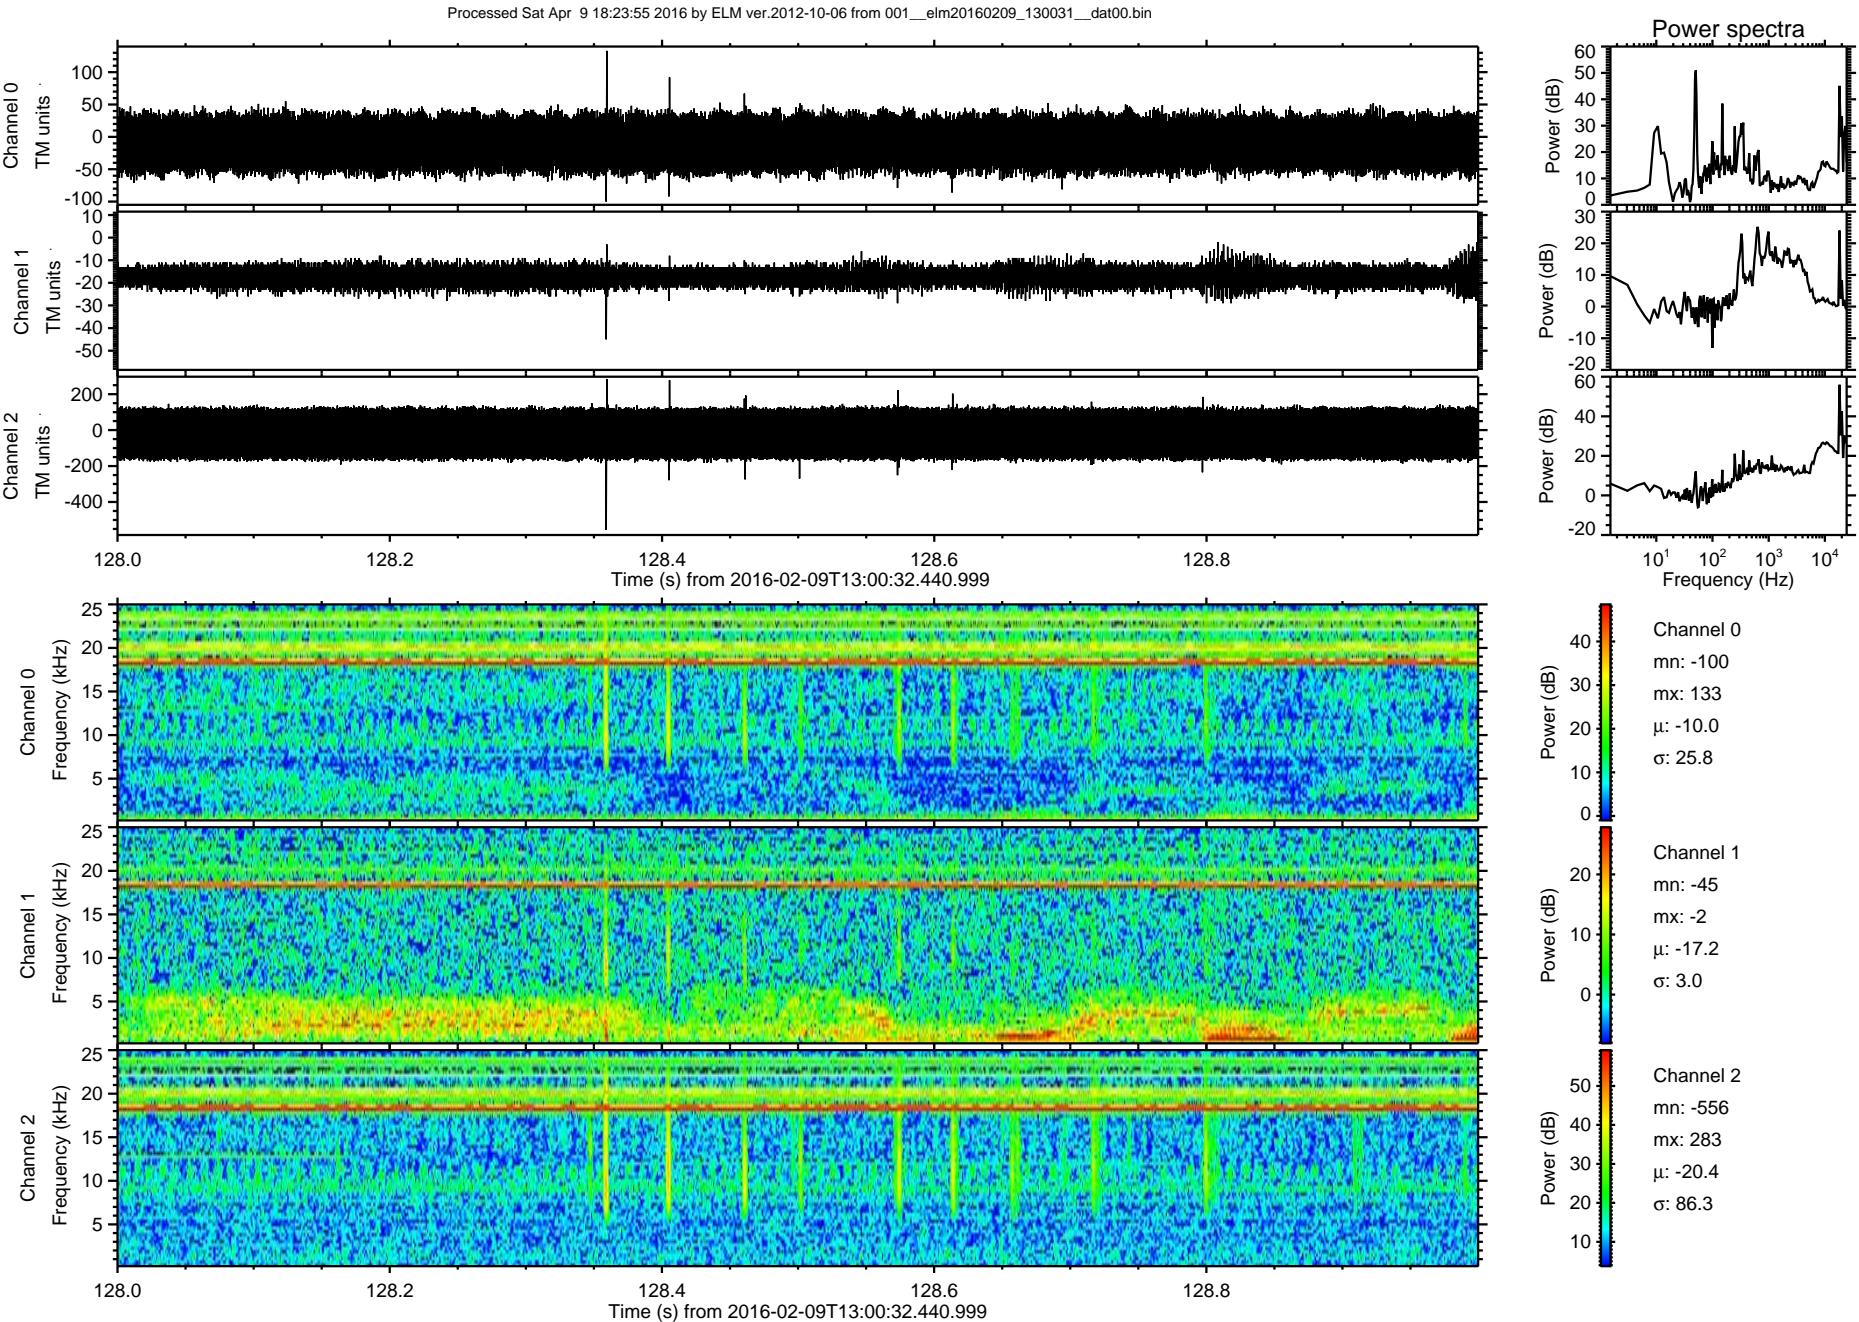 Processed Sat Apr 9 18:23:55 2016 by ELM ver.2012-10-06 from 001__elm20160209_130031__dat00.bin
Power spectra
Channel 0
TM units
100
50
0
-50
-100
Power (dB)
60
50
40
30
20
10
0
Channel 1
TM units
10
0
-10
-20
-30
-40
-50
Power (dB)
30
20
10
0
-10
-20
Channel 2
TM units
200
0
-200
-400
Power (dB)
60
40
20
0
-20
128.0 128.2 128.4 128.6 128.8
Time (s) from 2016-02-09T13:00:32.440.999
10¹ 10² 10³ 10⁴
Frequency (Hz)
Channel 0
Frequency (kHz)
25
20
15
10
5
Power (dB)
40
30
20
10
0
Channel 0
mn: -100
mx: 133
µ: -10.0
σ: 25.8
Channel 1
Frequency (kHz)
25
20
15
10
5
Power (dB)
20
10
0
Channel 1
mn: -45
mx: -2
µ: -17.2
σ: 3.0
Channel 2
Frequency (kHz)
25
20
15
10
5
Power (dB)
50
40
30
20
10
Channel 2
mn: -556
mx: 283
µ: -20.4
σ: 86.3
128.0 128.2 128.4 128.6 128.8
Time (s) from 2016-02-09T13:00:32.440.999